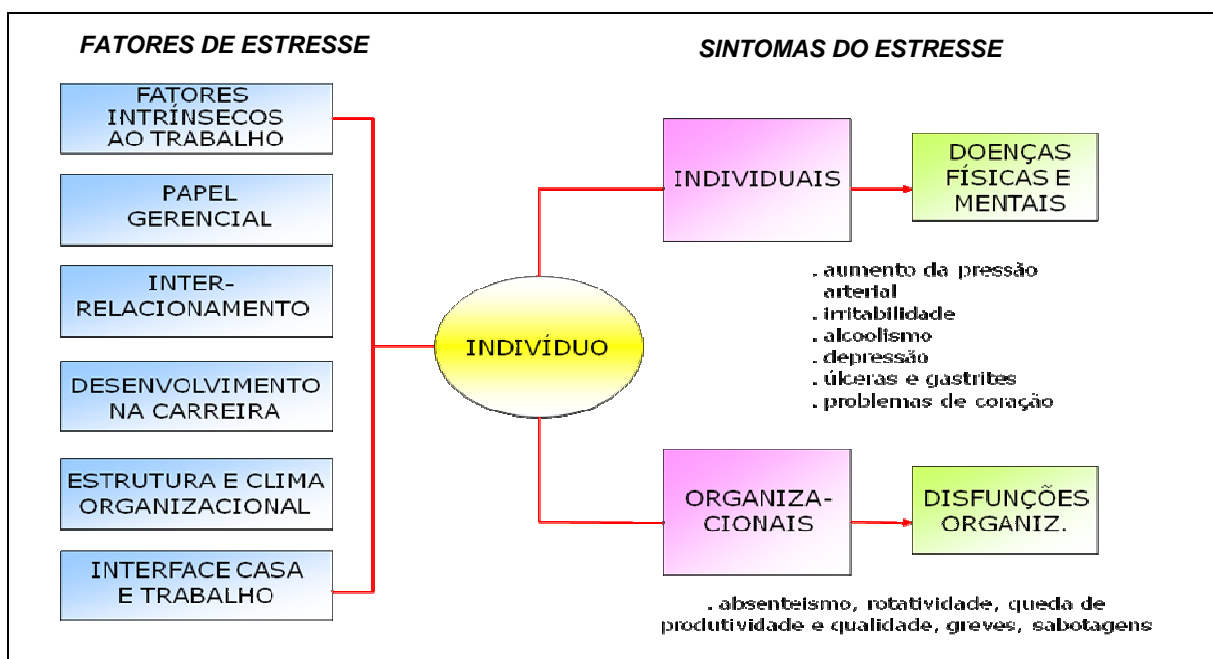 FATORES DE ESTRESSE
SINTOMAS DO ESTRESSE
FATORES
INTRÍNSECOS
AO TRABALHO
PAPEL
GERENCIAL
INTER-
RELACIONAMENTO
DESENVOLVIMENTO
NA CARREIRA
ESTRUTURA E CLIMA
ORGANIZACIONAL
INTERFACE CASA
E TRABALHO
INDIVÍDUO
INDIVIDUAIS
DOENÇAS
FÍSICAS E
MENTAIS
. aumento da pressão
arterial
. irritabilidade
. alcoolismo
. depressão
. úlceras e gastrites
. problemas de coração
ORGANIZA-
CIONAIS
DISFUNÇÕES
ORGANIZ.
. absenteísmo, rotatividade, queda de
produtividade e qualidade, greves, sabotagens